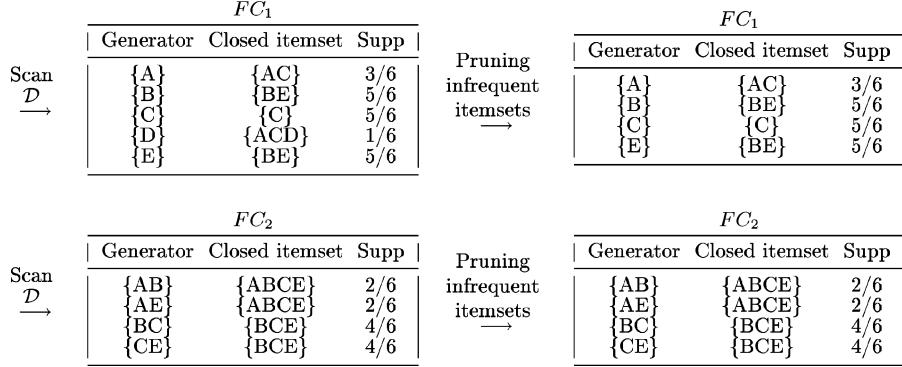 FC₁
Generator Closed itemset Supp
{A} {AC} 3/6
{B} {BE} 5/6
{C} {C} 5/6
{D} {ACD} 1/6
{E} {BE} 5/6
Scan
𝒟
→
Pruning
infrequent
itemsets
→
FC₁
Generator Closed itemset Supp
{A} {AC} 3/6
{B} {BE} 5/6
{C} {C} 5/6
{E} {BE} 5/6
FC₂
Generator Closed itemset Supp
{AB} {ABCE} 2/6
{AE} {ABCE} 2/6
{BC} {BCE} 4/6
{CE} {BCE} 4/6
Scan
𝒟
→
Pruning
infrequent
itemsets
→
FC₂
Generator Closed itemset Supp
{AB} {ABCE} 2/6
{AE} {ABCE} 2/6
{BC} {BCE} 4/6
{CE} {BCE} 4/6